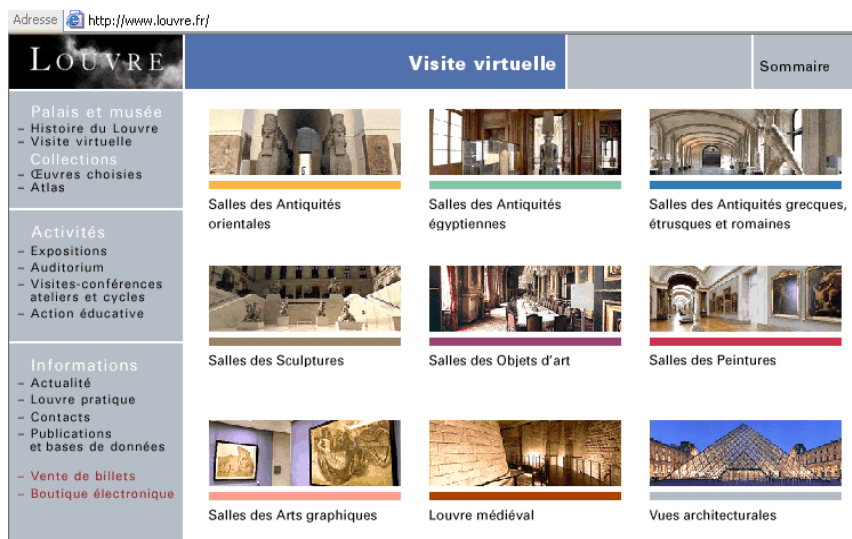 Adresse http://www.louvre.fr/
LOUVRE
Visite virtuelle
Sommaire
Palais et musée
– Histoire du Louvre
– Visite virtuelle
Collections
– Œuvres choisies
– Atlas
Activités
– Expositions
– Auditorium
– Visites-conférences
ateliers et cycles
– Action éducative
Informations
– Actualité
– Louvre pratique
– Contacts
– Publications
et bases de données
– Vente de billets
– Boutique électronique
Salles des Antiquités
orientales
Salles des Antiquités
égyptiennes
Salles des Antiquités grecques,
étrusques et romaines
Salles des Sculptures
Salles des Objets d'art
Salles des Peintures
Salles des Arts graphiques
Louvre médiéval
Vues architecturales